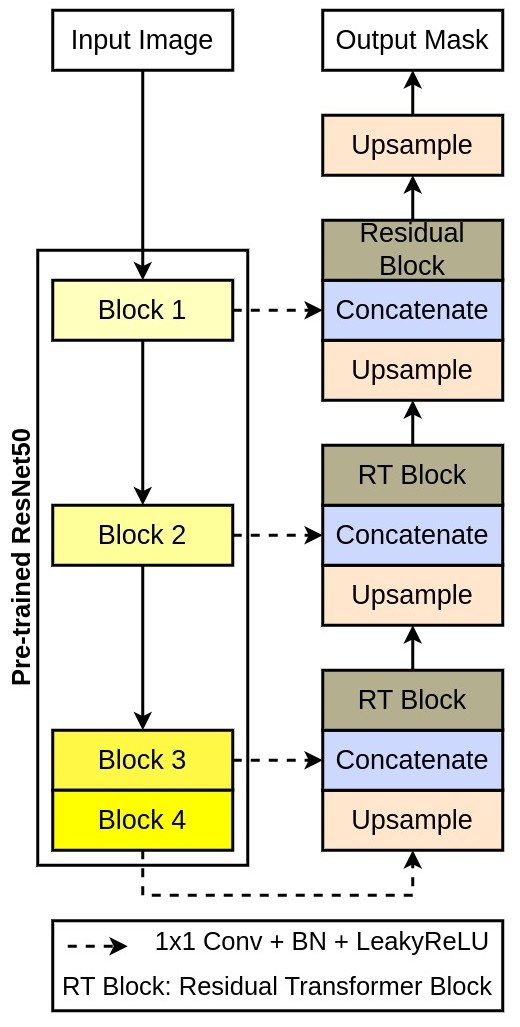 Input Image
Output Mask
Upsample
Residual
Block
Block 1
Concatenate
Upsample
Pre-trained ResNet50
RT Block
Block 2
Concatenate
Upsample
RT Block
Block 3
Concatenate
Block 4
Upsample
1x1 Conv + BN + LeakyReLU
RT Block: Residual Transformer Block